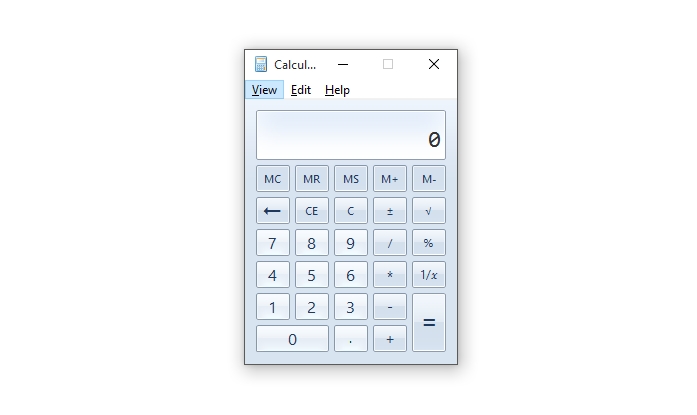 Calcul...
View Edit Help
0
MC MR MS M+ M-
← CE C ± √
7 8 9 / %
4 5 6 * 1/x
1 2 3 -
=
0 . +